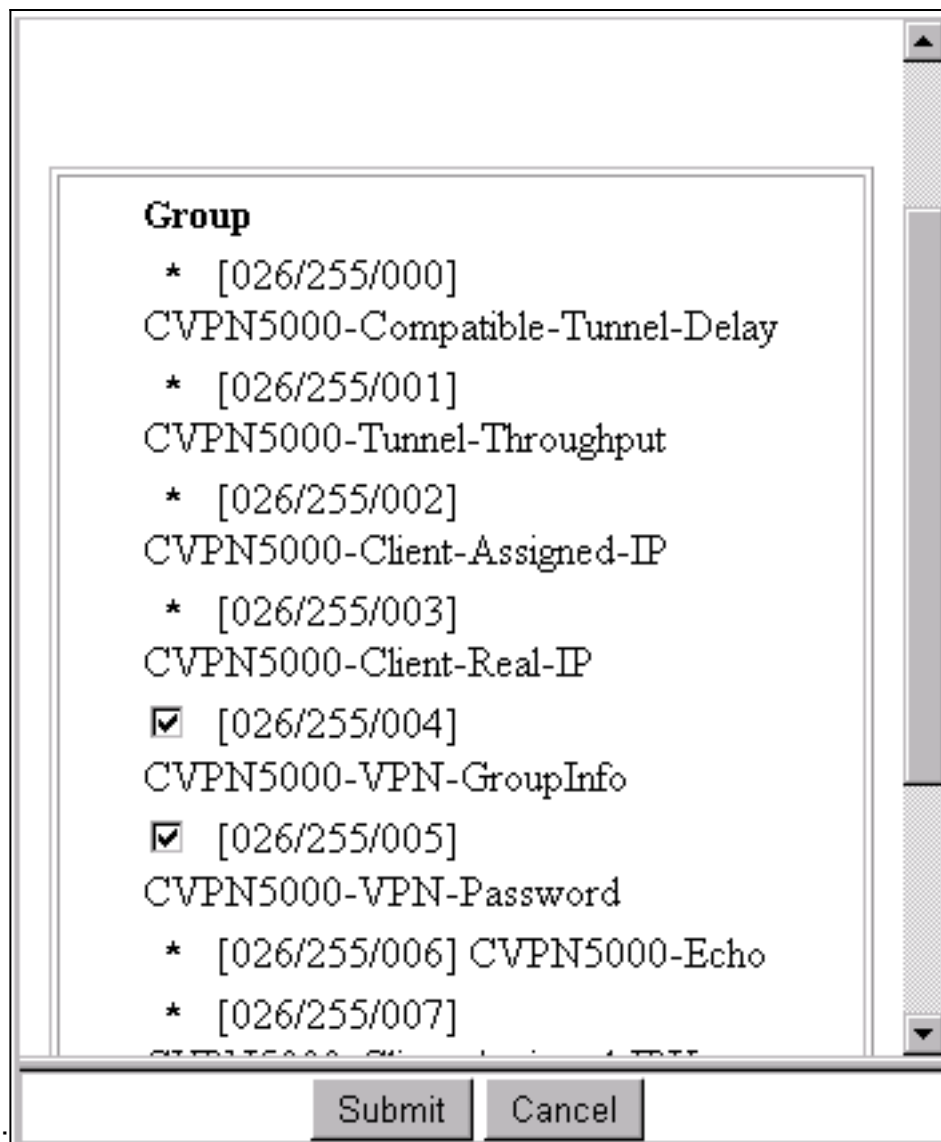 Group
* [026/255/000]
CVPN5000-Compatible-Tunnel-Delay
* [026/255/001]
CVPN5000-Tunnel-Throughput
* [026/255/002]
CVPN5000-Client-Assigned-IP
* [026/255/003]
CVPN5000-Client-Real-IP
[026/255/004]
CVPN5000-VPN-GroupInfo
[026/255/005]
CVPN5000-VPN-Password
* [026/255/006] CVPN5000-Echo
* [026/255/007]
Submit Cancel
.